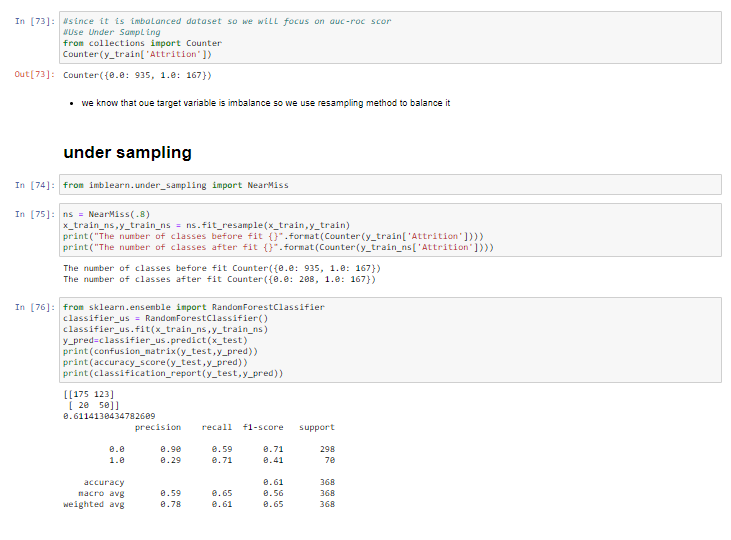 In [73]: #since it is imbalanced dataset so we will focus on auc-roc scor
#Use Under Sampling
from collections import Counter
Counter(y_train['Attrition'])
Out[73]: Counter({0.0: 935, 1.0: 167})
• we know that oue target variable is imbalance so we use resampling method to balance it
under sampling
In [74]: from imblearn.under_sampling import NearMiss
In [75]: ns = NearMiss(.8)
x_train_ns,y_train_ns = ns.fit_resample(x_train,y_train)
print("The number of classes before fit {}".format(Counter(y_train['Attrition'])))
print("The number of classes after fit {}".format(Counter(y_train_ns['Attrition'])))
The number of classes before fit Counter({0.0: 935, 1.0: 167})
The number of classes after fit Counter({0.0: 208, 1.0: 167})
In [76]: from sklearn.ensemble import RandomForestClassifier
classifier_us = RandomForestClassifier()
classifier_us.fit(x_train_ns,y_train_ns)
y_pred=classifier_us.predict(x_test)
print(confusion_matrix(y_test,y_pred))
print(accuracy_score(y_test,y_pred))
print(classification_report(y_test,y_pred))
[[175 123]
[ 20 50]]
0.6114130434782609
precision recall f1-score support
0.0 0.90 0.59 0.71 298
1.0 0.29 0.71 0.41 70
accuracy 0.61 368
macro avg 0.59 0.65 0.56 368
weighted avg 0.78 0.61 0.65 368